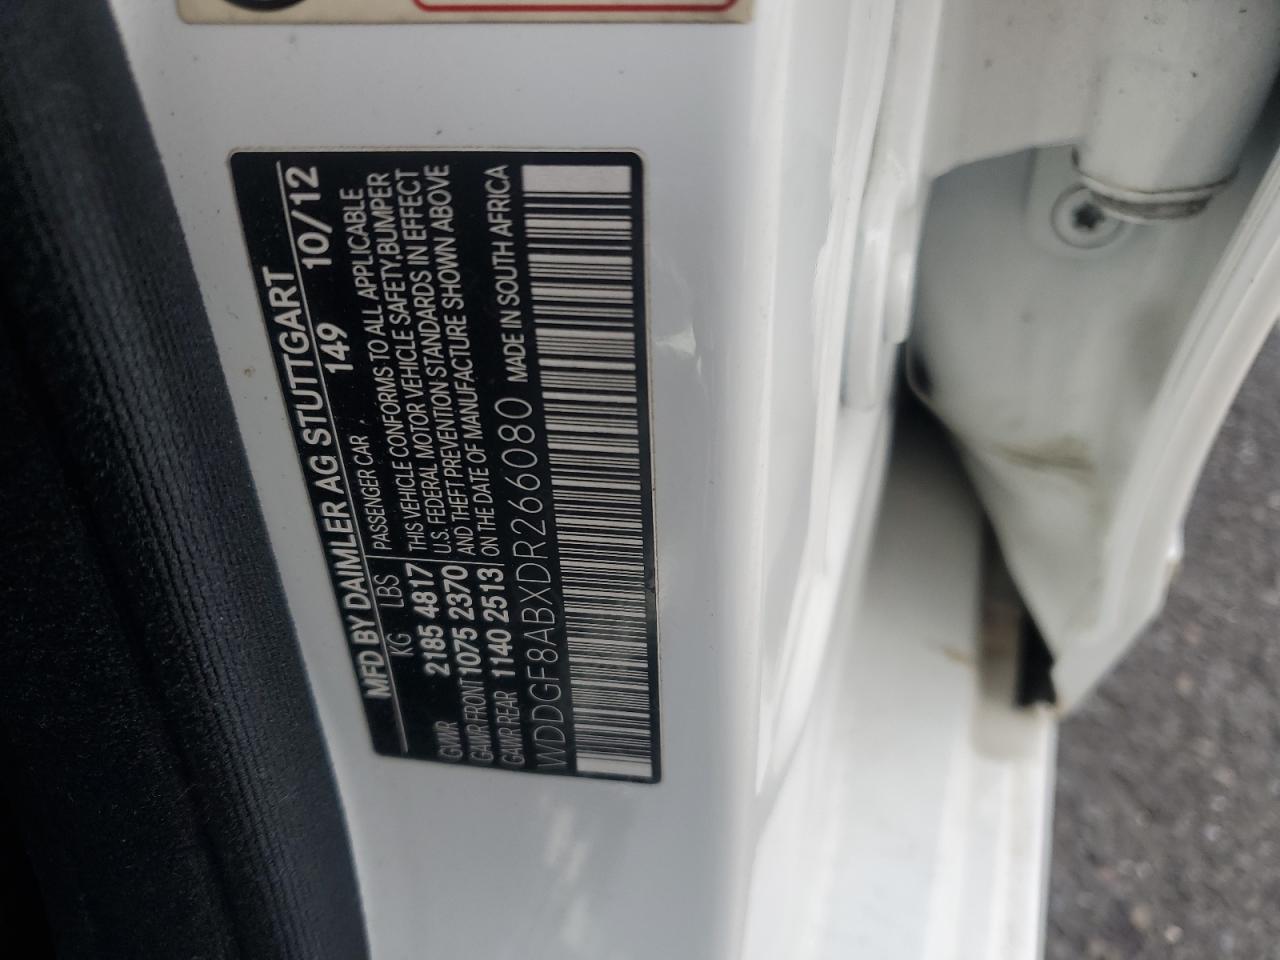 MFD BY DAIMLER AG STUTTGART
149 10/12
KG LBS
GVWR 2185 4817
GAWR FRONT 1075 2370
GAWR REAR 1140 2513
PASSENGER CAR
THIS VEHICLE CONFORMS TO ALL APPLICABLE
U.S. FEDERAL MOTOR VEHICLE SAFETY,BUMPER
AND THEFT PREVENTION STANDARDS IN EFFECT
ON THE DATE OF MANUFACTURE SHOWN ABOVE
WDDGF8ABXDR266080 MADE IN SOUTH AFRICA